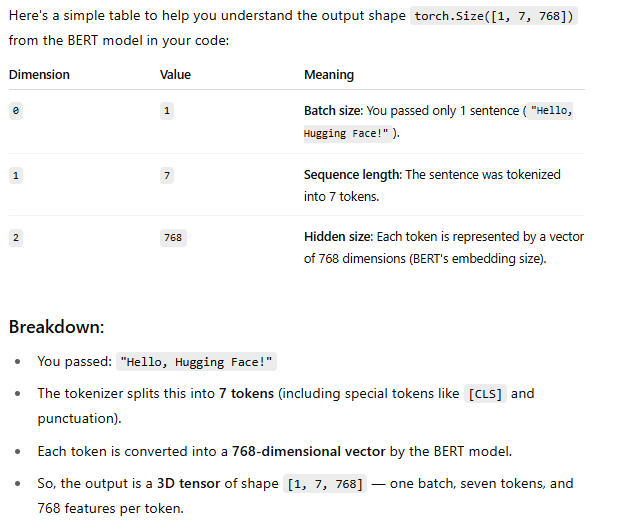 Here's a simple table to help you understand the output shape torch.Size([1, 7, 768])
from the BERT model in your code:
Dimension Value Meaning
0 1 Batch size: You passed only 1 sentence ( "Hello,
Hugging Face!" ).
1 7 Sequence length: The sentence was tokenized
into 7 tokens.
2 768 Hidden size: Each token is represented by a vector
of 768 dimensions (BERT's embedding size).
Breakdown:
• You passed: "Hello, Hugging Face!"
• The tokenizer splits this into 7 tokens (including special tokens like [CLS] and
punctuation).
• Each token is converted into a 768-dimensional vector by the BERT model.
• So, the output is a 3D tensor of shape [1, 7, 768] — one batch, seven tokens, and
768 features per token.